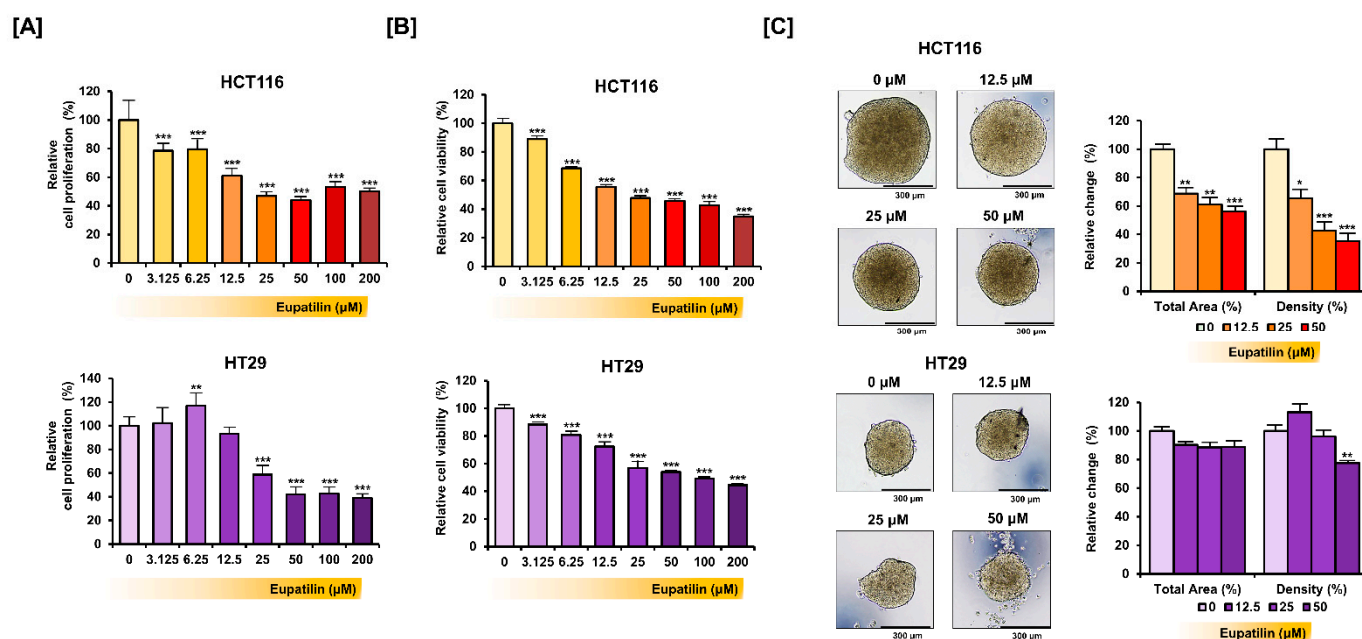 [A]
HCT116
Relative
cell proliferation (%)
120
100
80
60
40
20
0
*** *** *** *** *** *** ***
0 3.125 6.25 12.5 25 50 100 200
Eupatilin (µM)
HT29
Relative
cell proliferation (%)
140
120
100
80
60
40
20
0
** *** *** *** ***
0 3.125 6.25 12.5 25 50 100 200
Eupatilin (µM)
[B]
HCT116
Relative cell viability (%)
120
100
80
60
40
20
0
*** *** *** *** *** *** ***
0 3.125 6.25 12.5 25 50 100 200
Eupatilin (µM)
HT29
Relative cell viability (%)
120
100
80
60
40
20
0
*** *** *** *** *** *** ***
0 3.125 6.25 12.5 25 50 100 200
Eupatilin (µM)
[C]
HCT116
0 µM 12.5 µM
300 µm 300 µm
25 µM 50 µM
300 µm 300 µm
Relative change (%)
120
100
80
60
40
20
0
** ** *** * *** ***
Total Area (%) Density (%)
0 12.5 25 50
Eupatilin (µM)
HT29
0 µM 12.5 µM
300 µm 300 µm
25 µM 50 µM
300 µm 300 µm
Relative change (%)
120
100
80
60
40
20
0
**
Total Area (%) Density (%)
0 12.5 25 50
Eupatilin (µM)